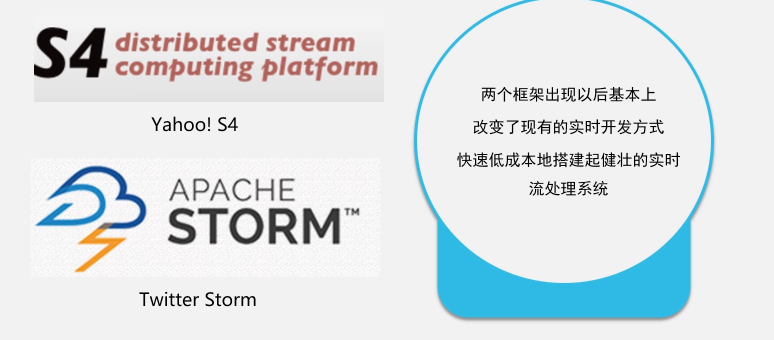 S4 distributed stream
computing platform
Yahoo! S4
APACHE
STORM™
Twitter Storm
两个框架出现以后基本上
改变了现有的实时开发方式
快速低成本地搭建起健壮的实时
流处理系统